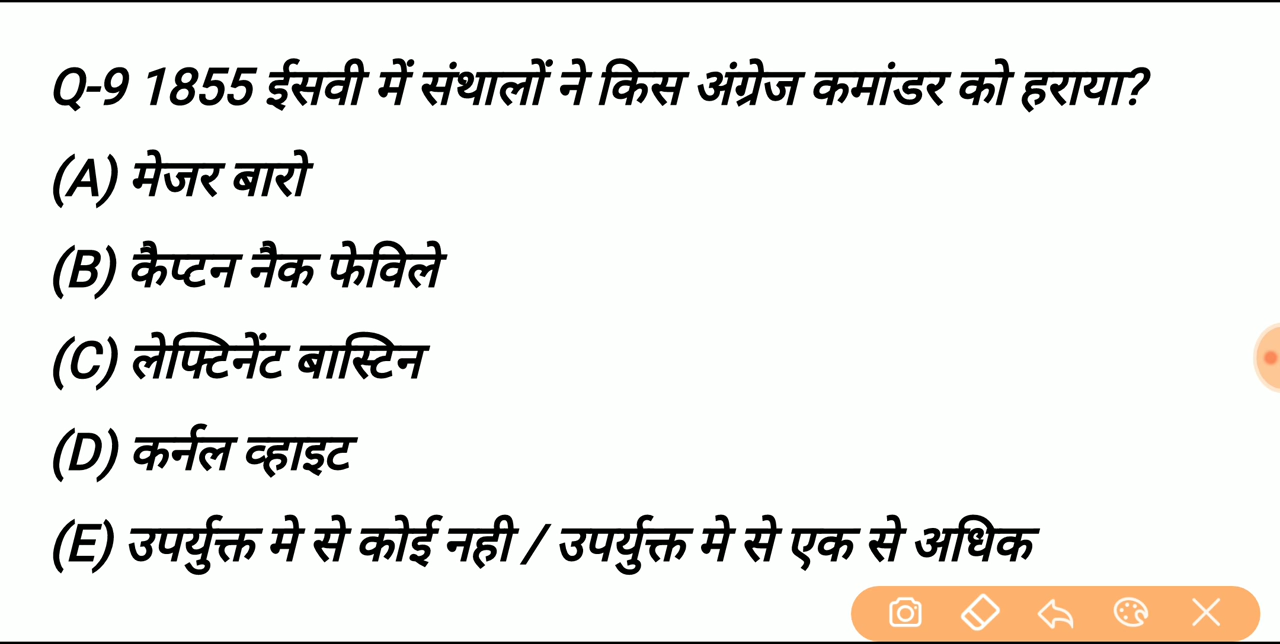 Q-9 1855 ईसवी में संथालों ने किस अंग्रेज कमांडर को हराया?
(A) मेजर बारो
(B) कैप्टन नैक फेविले
(C) लेफ्टिनेंट बास्टिन
(D) कर्नल व्हाइट
(E) उपर्युक्त मे से कोई नही / उपर्युक्त मे से एक से अधिक